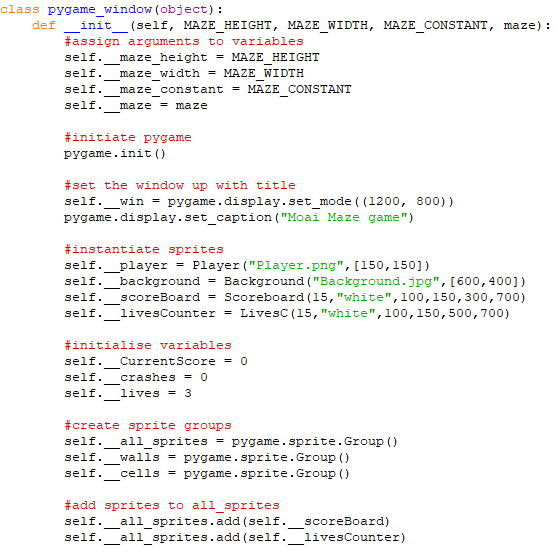 class pygame_window(object):
    def __init__(self, MAZE_HEIGHT, MAZE_WIDTH, MAZE_CONSTANT, maze):
        #assign arguments to variables
        self.__maze_height = MAZE_HEIGHT
        self.__maze_width = MAZE_WIDTH
        self.__maze_constant = MAZE_CONSTANT
        self.__maze = maze

        #initiate pygame
        pygame.init()

        #set the window up with title
        self.__win = pygame.display.set_mode((1200, 800))
        pygame.display.set_caption("Moai Maze game")

        #instantiate sprites
        self.__player = Player("Player.png",[150,150])
        self.__background = Background("Background.jpg",[600,400])
        self.__scoreBoard = Scoreboard(15,"white",100,150,300,700)
        self.__livesCounter = LivesC(15,"white",100,150,500,700)

        #initialise variables
        self.__CurrentScore = 0
        self.__crashes = 0
        self.__lives = 3

        #create sprite groups
        self.__all_sprites = pygame.sprite.Group()
        self.__walls = pygame.sprite.Group()
        self.__cells = pygame.sprite.Group()

        #add sprites to all_sprites
        self.__all_sprites.add(self.__scoreBoard)
        self.__all_sprites.add(self.__livesCounter)